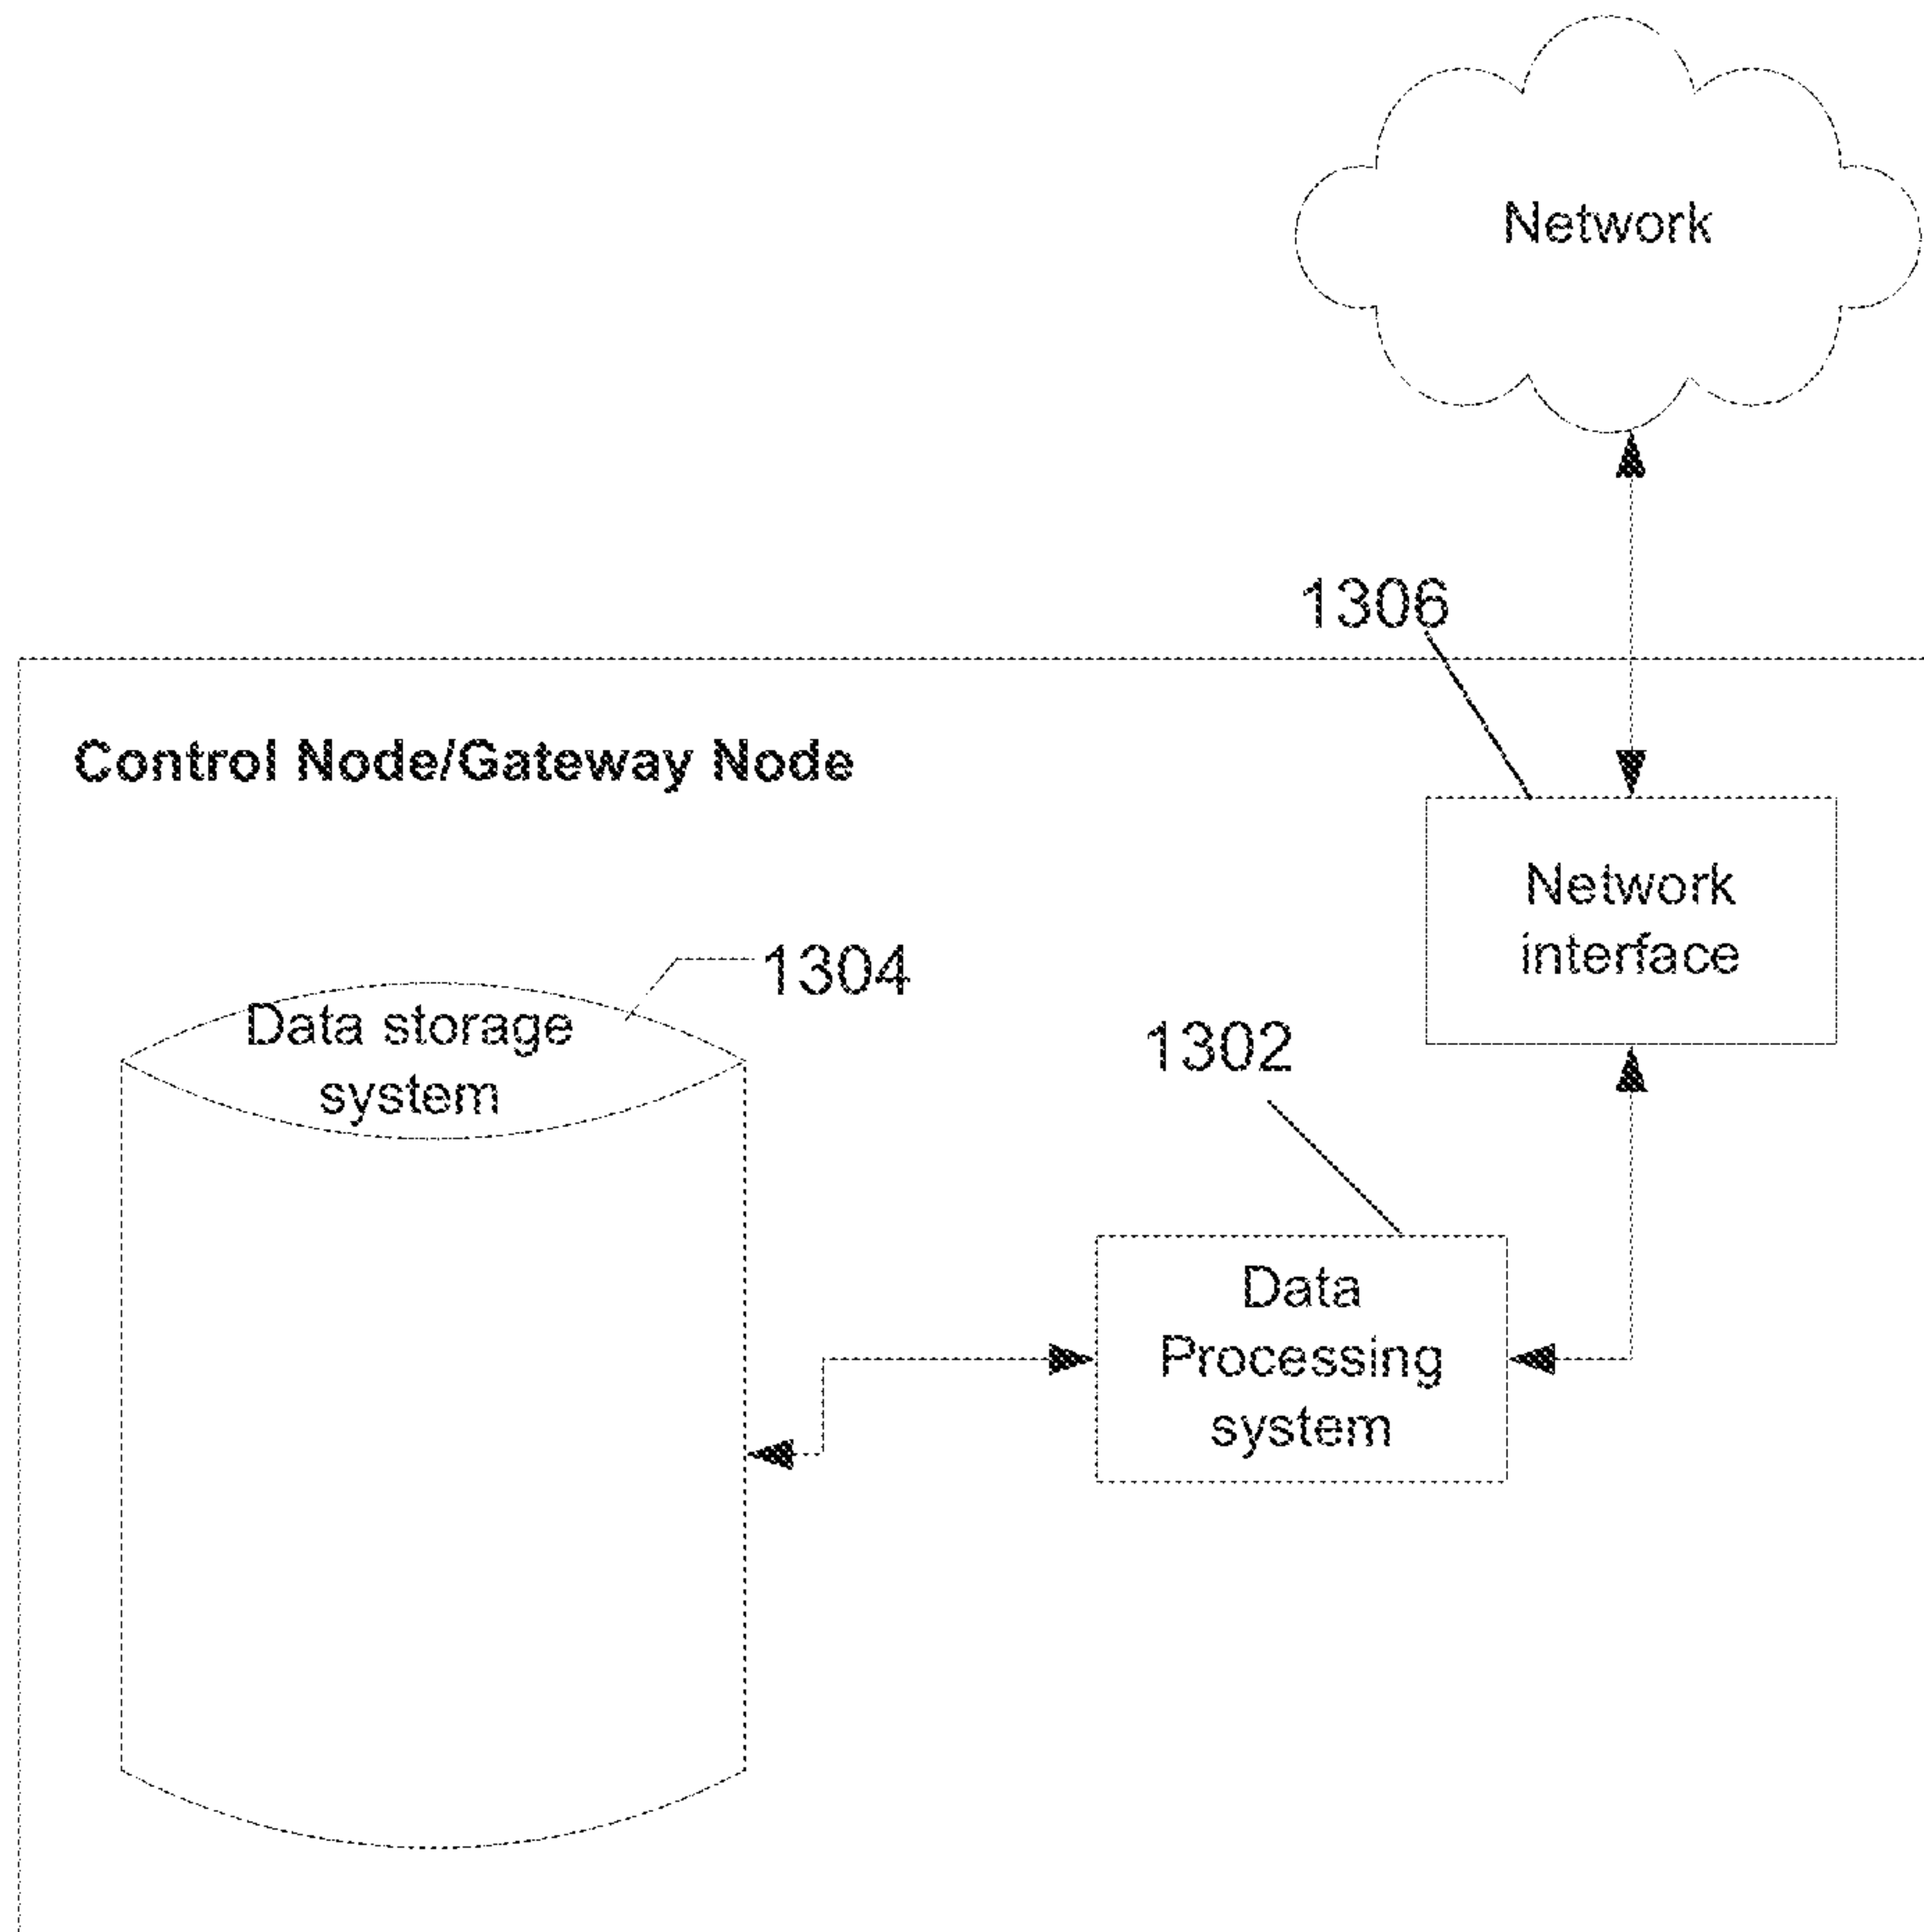 Network
1306
Control Node/Gateway Node
Network
interface
1304
Data storage
system
1302
Data
Processing
system